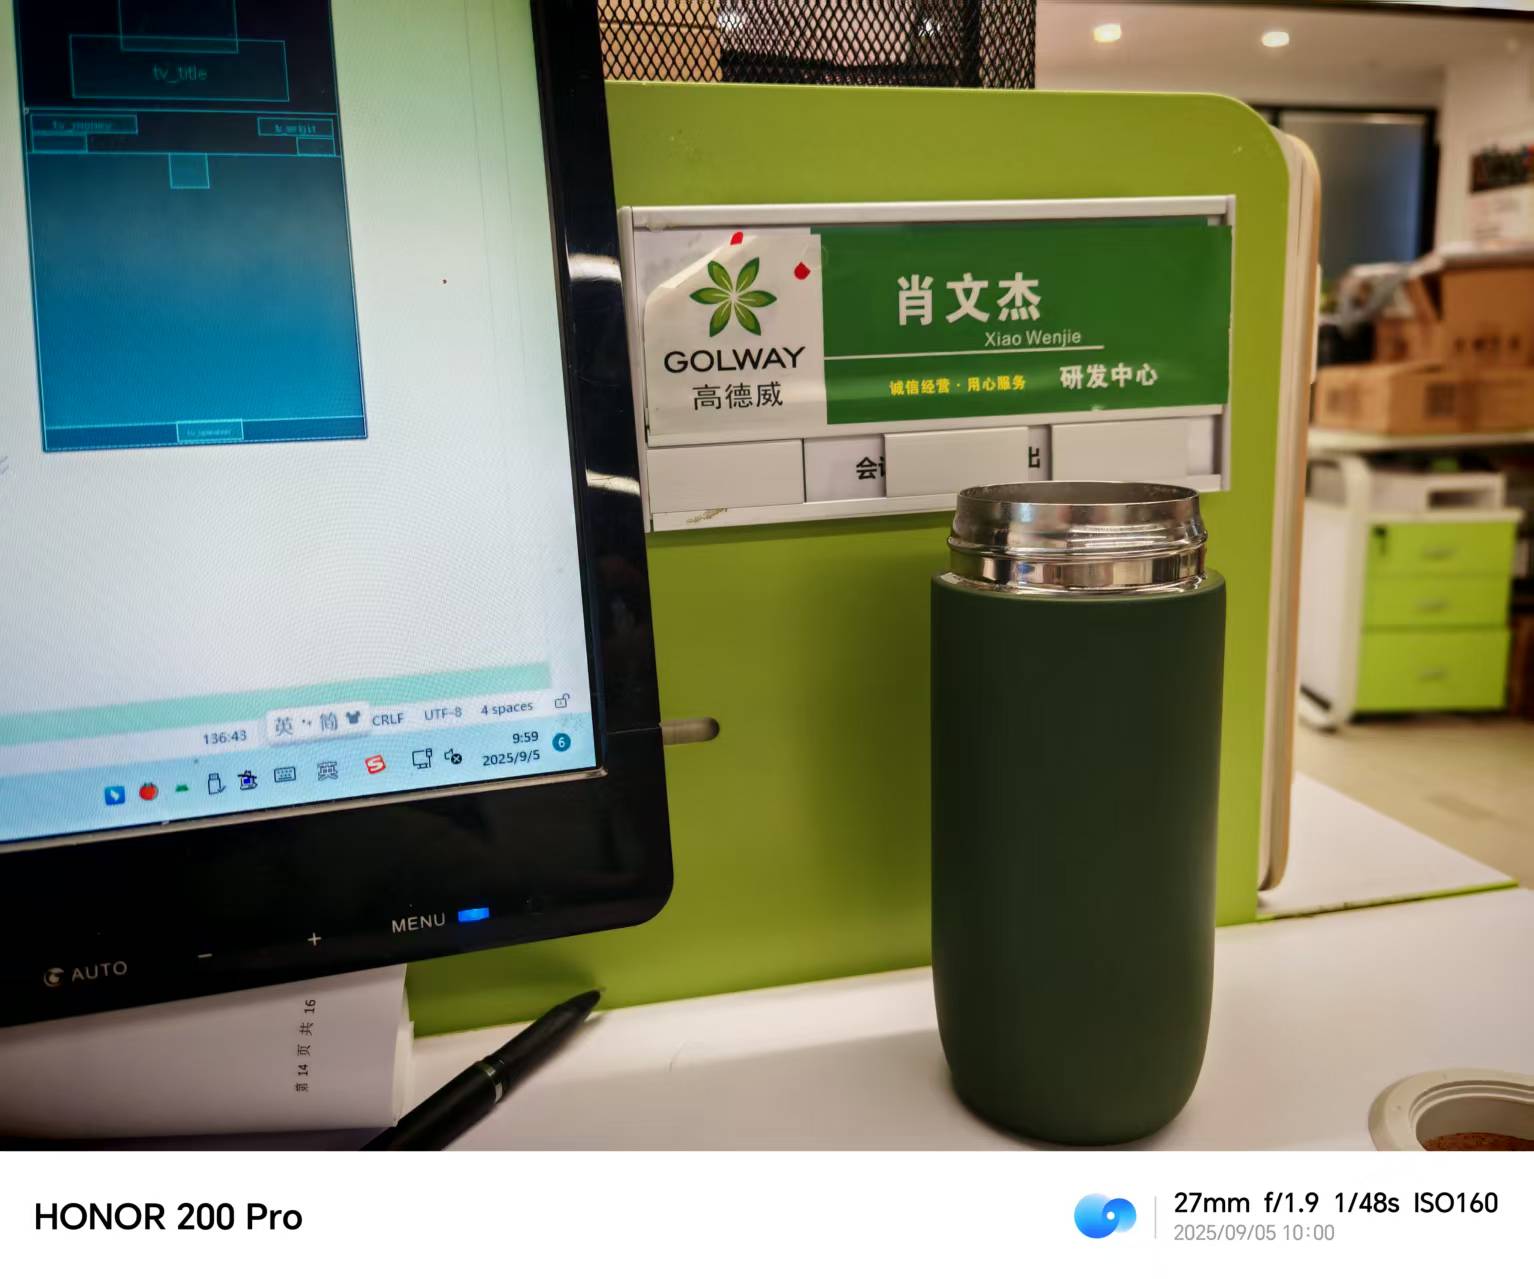 tv_title
136:43
英
简
CRLF
UTF-8
4 spaces
英
9:59
2025/9/5
6
AUTO
MENU
第 14 页 共 16
GOLWAY
高德威
肖文杰
Xiao Wenjie
诚信经营·用心服务
研发中心
会
出
HONOR 200 Pro
27mm f/1.9 1/48s ISO160
2025/09/05 10:00